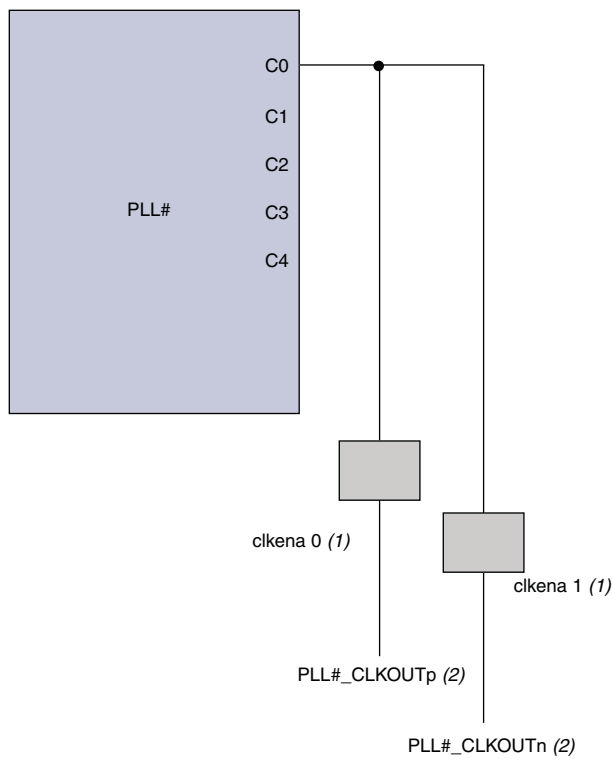 C0
C1
C2
PLL#
C3
C4
clkena 0 (1)
clkena 1 (1)
PLL#_CLKOUTp (2)
PLL#_CLKOUTn (2)